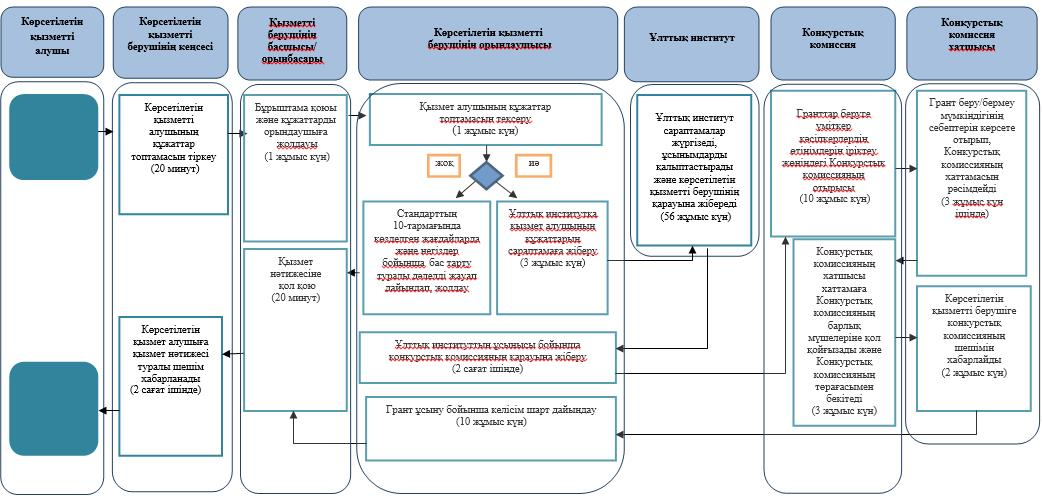 Көрсетілетін
қызметті
алушы
Көрсетілетін
қызметті
берушінің кеңсесі
Қызметті
берушінің
басшысы/
орынбасары
Көрсетілетін қызметті
берушінің орындаушысы
Ұлттық институт
Конкурстық
комиссия
Конкурстық
комиссия
хатшысы
Көрсетілетін
қызметті
алушының
құжаттар
топтамасын тіркеу
(20 минут)
Бұрыштама қоюы
және құжаттарды
орындаушыға
жолдауы
(1 жұмыс күн)
Қызмет алушының құжаттар
топтамасын тексеру.
(1 жұмыс күн)
жоқ
иә
Стандарттың
10-тармағында
көзделген жағдайларда
және негіздер
бойынша бас тарту
туралы дәлелді жауап
дайындап, жолдау
Ұлттық институтқа
қызмет алушының
құжаттарын
сараптамаға жіберу.
(3 жұмыс күн)
Ұлттық институт
сараптамалар
жүргізеді,
ұсынымдарды
қалыптастырады
және көрсетілетін
қызметті берушінің
қарауына жібереді
(56 жұмыс күн)
Гранттар беруге
үміткер
кәсіпкерлердің
өтінімдерін іріктеу
жөніндегі Конкурстық
комиссияның
отырысы
(10 жұмыс күн)
Грант беру/бермеу
мүмкіндігінің
себептерін көрсете
отырып,
Конкурстық
комиссияның
хаттамасын
рәсімдейді
(3 жұмыс күн
ішінде)
Қызмет
нәтижесіне
қол қою
(20 минут)
Конкурстық
комиссияның
хатшысы
хаттамаға
Конкурстық
комиссияның
барлық
мүшелеріне қол
қойғызады және
Конкурстық
комиссияның
төрағасымен
бекітеді
(3 жұмыс күн)
Көрсетілетін
қызметті берушіге
конкурстық
комиссияның
шешімін
хабарлайды
(2 жұмыс күн)
Көрсетілетін
қызмет алушыға
қызмет нәтижесі
туралы шешім
хабарланады
(2 сағат ішінде)
Ұлттық институттың ұсынысы бойынша
конкурстық комиссияның қарауына жіберу.
(2 сағат ішінде)
Грант ұсыну бойынша келісім шарт дайындау
(10 жұмыс күн)